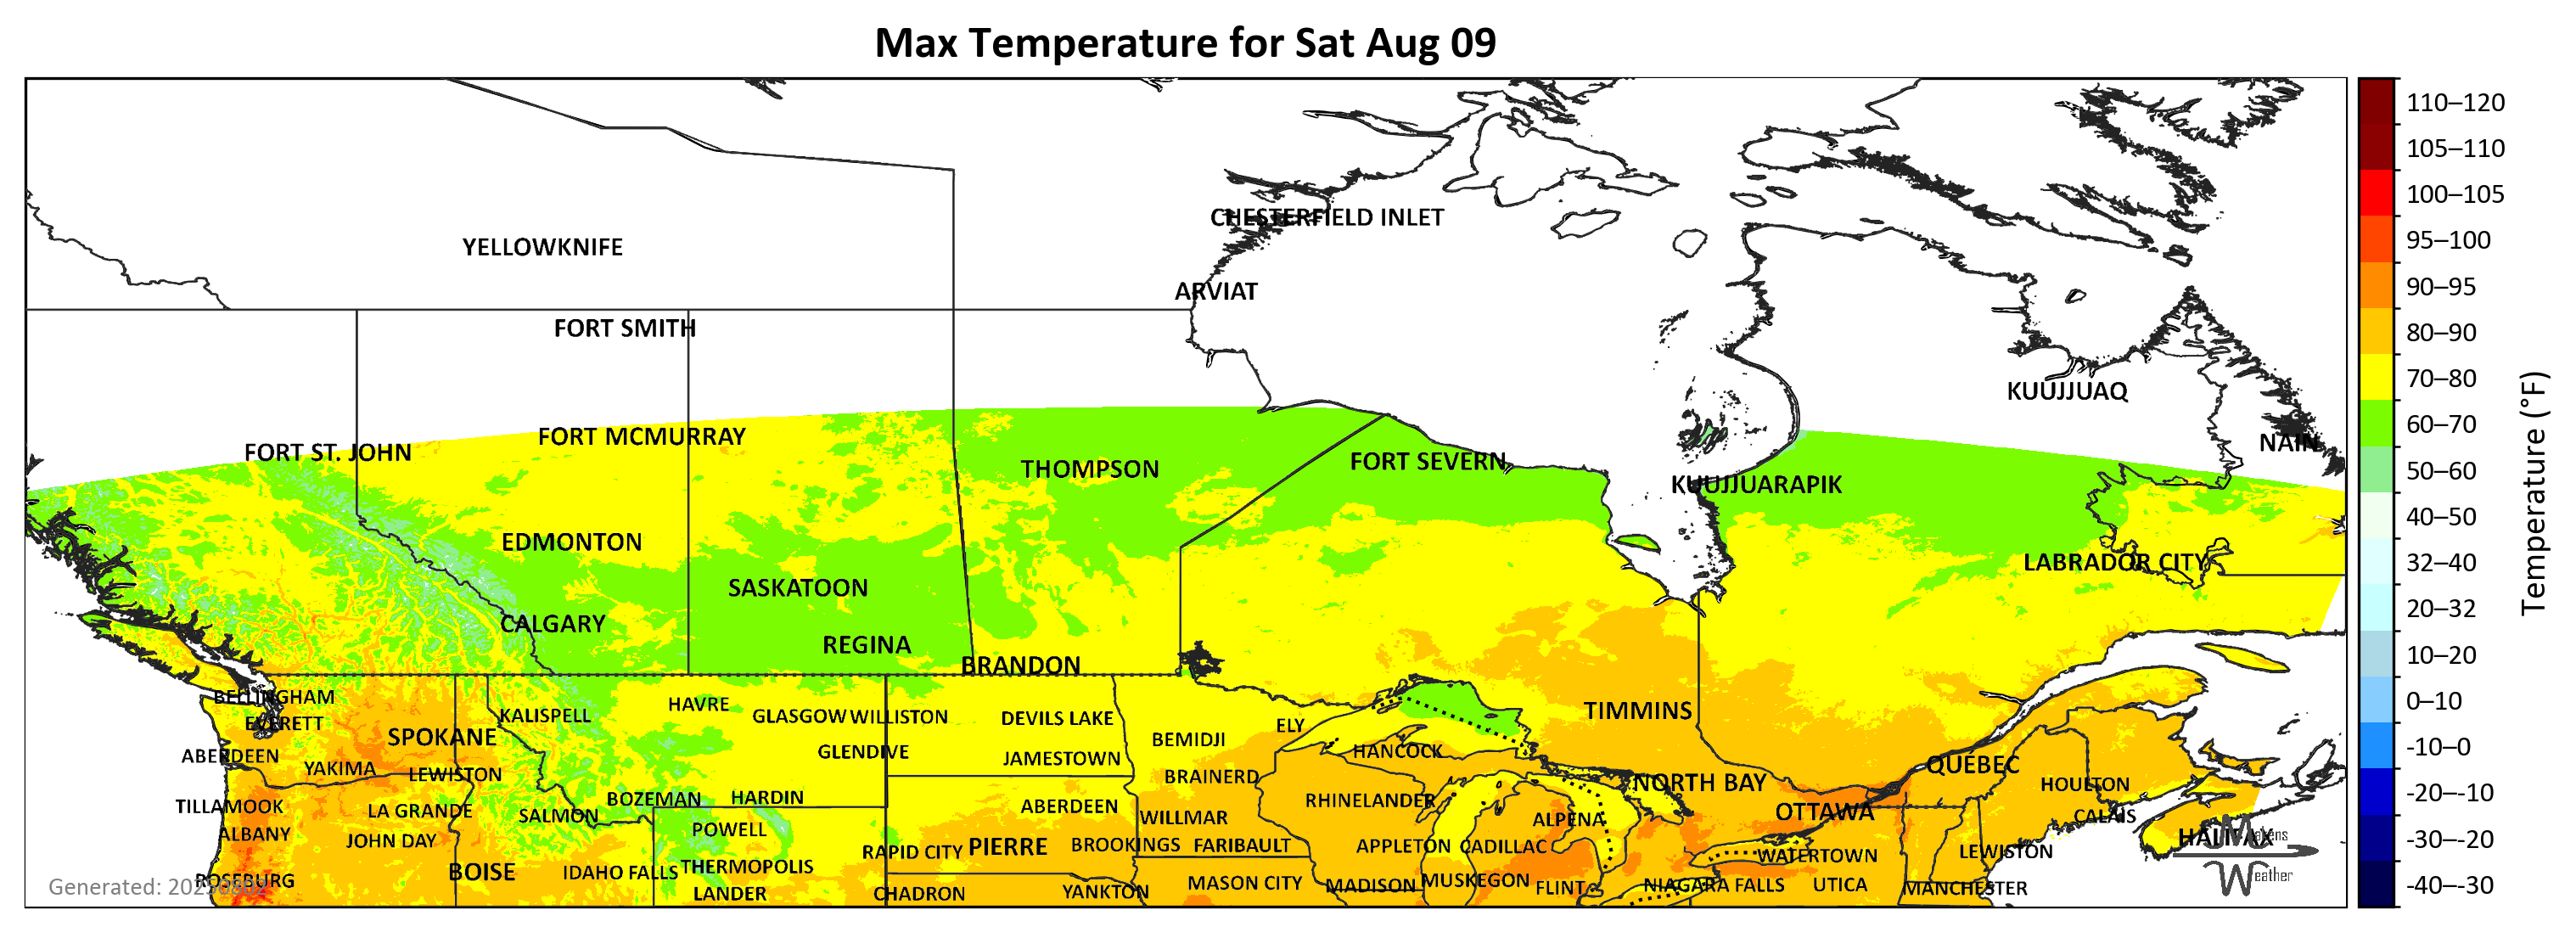 Max Temperature for Sat Aug 09
110–120
105–110
CHESTERFIELD INLET
100–105
YELLOWKNIFE
95–100
ARVIAT
90–95
FORT SMITH
80–90
KUUJJUAQ
70–80
FORT MCMURRAY
60–70
FORT ST. JOHN
NAIN
THOMPSON
FORT SEVERN
50–60
KUUJJUARAPIK
40–50
EDMONTON
LABRADOR CITY
32–40
SASKATOON
20–32
CALGARY
REGINA
BRANDON
10–20
Temperature (°F)
BELLINGHAM
HAVRE
0–10
KALISPELL
GLASGOW
WILLISTON
DEVILS LAKE
TIMMINS
EVERETT
ELY
SPOKANE
BEMIDJI
-10–0
ABERDEEN
GLENDIVE
JAMESTOWN
HANCOCK
QUÉBEC
YAKIMA
LEWISTON
BRAINERD
NORTH BAY
HOULTON
-20–-10
TILLAMOOK
LA GRANDE
SALMON
BOZEMAN
HARDIN
ABERDEEN
RHINELANDER
WILLMAR
ALPENA
OTTAWA
CALAIS
ALBANY
JOHN DAY
POWELL
HALIFAX
-30–-20
Makens
Weather
RAPID CITY
PIERRE
BROOKINGS
FARIBAULT
APPLETON
CADILLAC
WATERTOWN
LEWISTON
BOISE
IDAHO FALLS
THERMOPOLIS
ROSEBURG
LANDER
CHADRON
YANKTON
MASON CITY
MADISON
MUSKEGON
FLINT
NIAGARA FALLS
UTICA
MANCHESTER
-40–-30